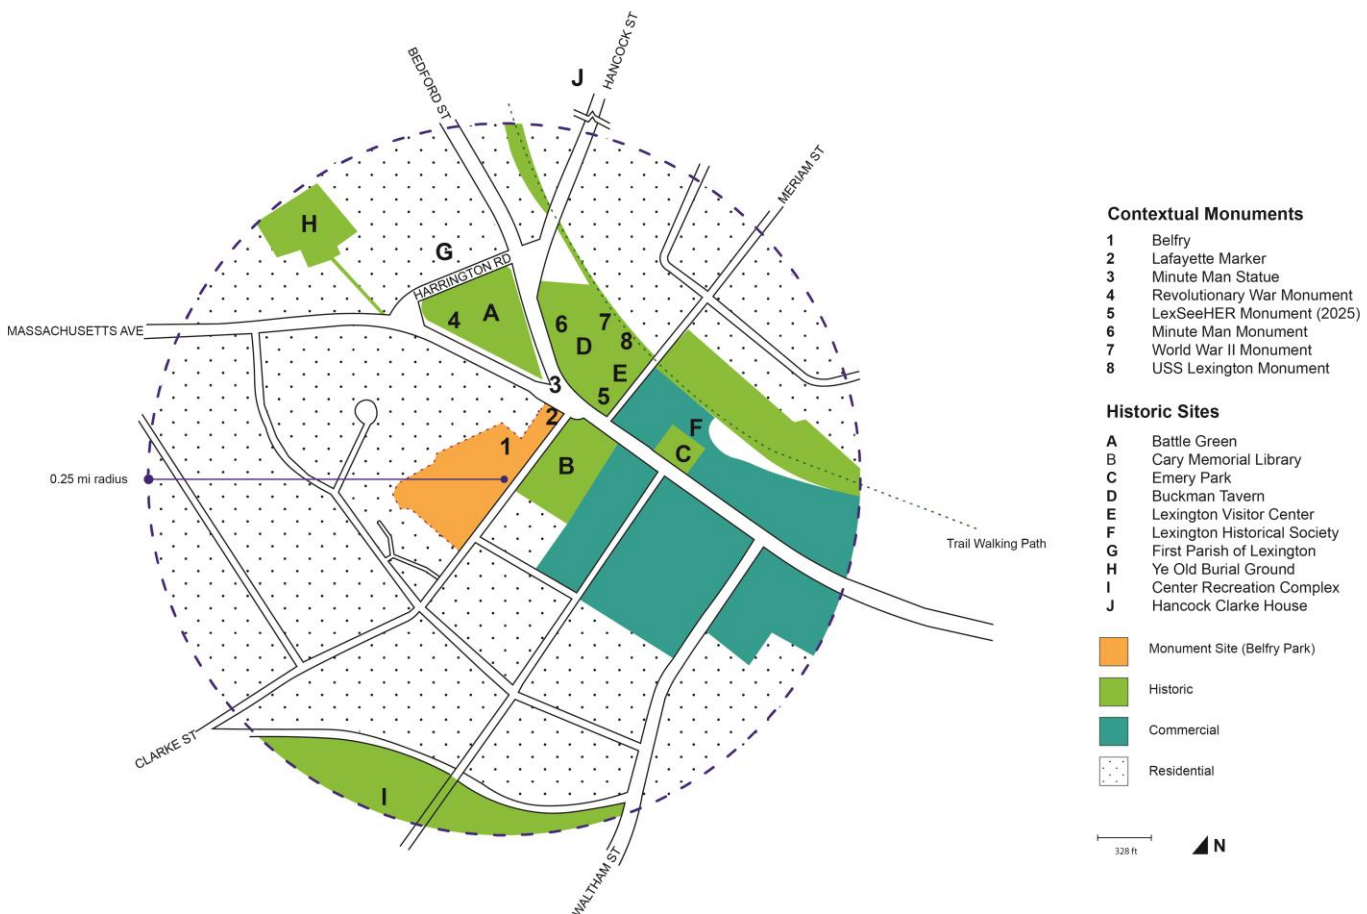 J
HANCOCK ST
BEDFORD ST
MERIAM ST
H
G
HARRINGTON RD
4
A
6
7
D
8
E
MASSACHUSETTS AVE
3
5
2
1
F
C
B
0.25 mi radius
Trail Walking Path
CLARKE ST
I
WALTHAM ST
Contextual Monuments
1 Belfry
2 Lafayette Marker
3 Minute Man Statue
4 Revolutionary War Monument
5 LexSeeHER Monument (2025)
6 Minute Man Monument
7 World War II Monument
8 USS Lexington Monument
Historic Sites
A Battle Green
B Cary Memorial Library
C Emery Park
D Buckman Tavern
E Lexington Visitor Center
F Lexington Historical Society
G First Parish of Lexington
H Ye Old Burial Ground
I Center Recreation Complex
J Hancock Clarke House
Monument Site (Belfry Park)
Historic
Commercial
Residential
328 ft
N